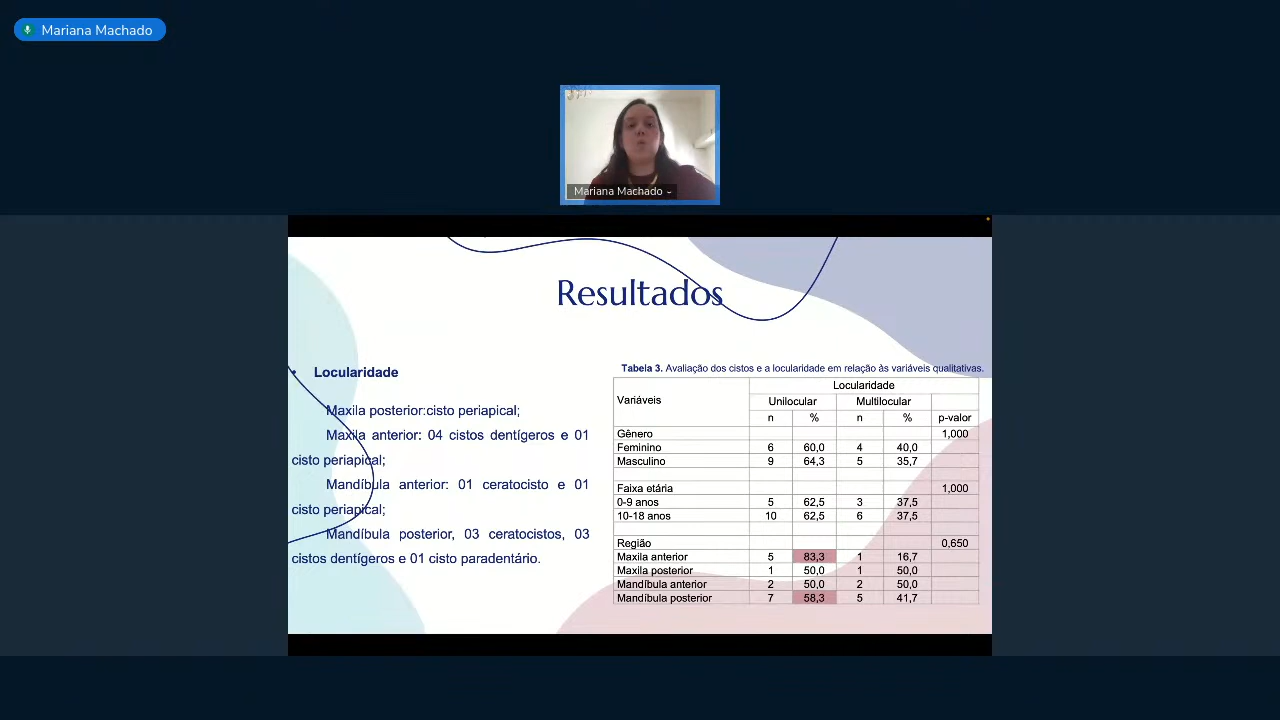 Mariana Machado
Mariana Machado
Resultados
• Locularidade
Maxila posterior:cisto periapical;
Maxila anterior: 04 cistos dentígeros e 01
cisto periapical;
Mandíbula anterior: 01 ceratocisto e 01
cisto periapical;
Mandíbula posterior, 03 ceratocistos, 03
cistos dentígeros e 01 cisto paradentário.
Tabela 3. Avaliação dos cistos e a locularidade em relação às variáveis qualitativas.
Locularidade
Variáveis
Unilocular Multilocular
n % n % p-valor
Gênero 1,000
Feminino 6 60,0 4 40,0
Masculino 9 64,3 5 35,7
Faixa etária 1,000
0-9 anos 5 62,5 3 37,5
10-18 anos 10 62,5 6 37,5
Região 0,650
Maxila anterior 5 83,3 1 16,7
Maxila posterior 1 50,0 1 50,0
Mandíbula anterior 2 50,0 2 50,0
Mandíbula posterior 7 58,3 5 41,7